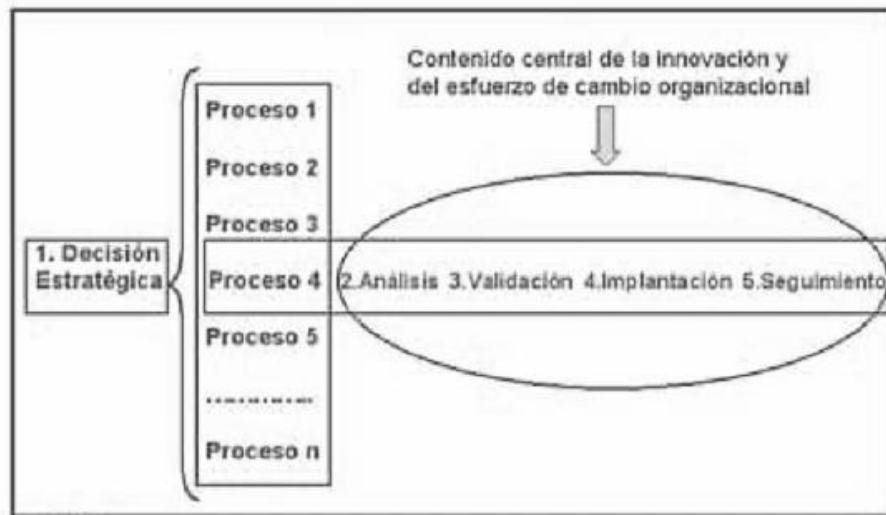 Contenido central de la innovación y
del esfuerzo de cambio organizacional
Proceso 1
Proceso 2
Proceso 3
1. Decisión
Estratégica
Proceso 4
2.Análisis 3.Validación 4.Implantación 5.Seguimiento
Proceso 5
..............
Proceso n